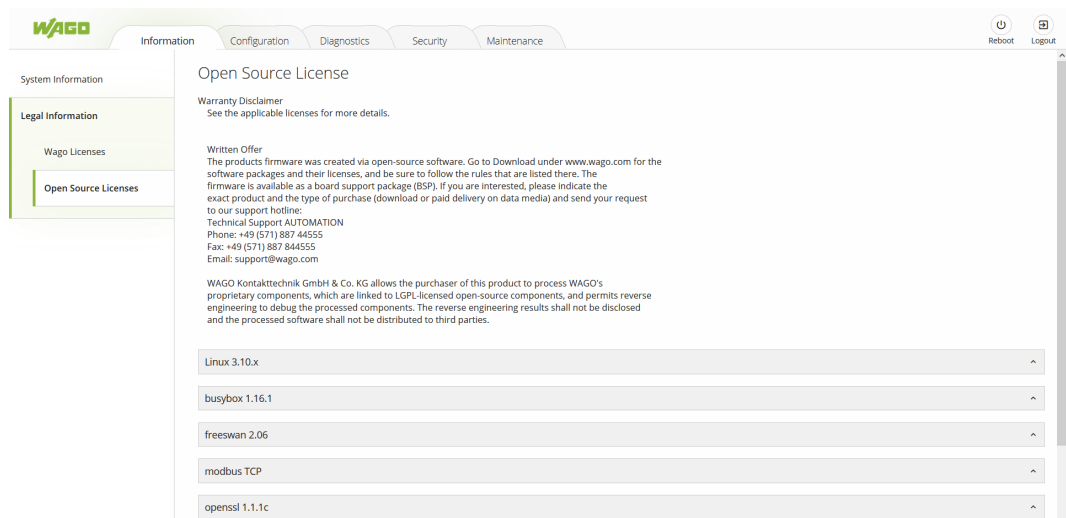 WAGO
Information Configuration Diagnostics Security Maintenance
Reboot Logout
System Information
Legal Information
Wago Licenses
Open Source Licenses
Open Source License
Warranty Disclaimer
See the applicable licenses for more details.
Written Offer
The products firmware was created via open-source software. Go to Download under www.wago.com for the
software packages and their licenses, and be sure to follow the rules that are listed there. The
firmware is available as a board support package (BSP). If you are interested, please indicate the
exact product and the type of purchase (download or paid delivery on data media) and send your request
to our support hotline:
Technical Support AUTOMATION
Phone: +49 (571) 887 44555
Fax: +49 (571) 887 844555
Email: support@wago.com
WAGO Kontakttechnik GmbH & Co. KG allows the purchaser of this product to process WAGO's
proprietary components, which are linked to LGPL-licensed open-source components, and permits reverse
engineering to debug the processed components. The reverse engineering results shall not be disclosed
and the processed software shall not be distributed to third parties.
Linux 3.10.x
busybox 1.16.1
freeswan 2.06
modbus TCP
openssl 1.1.1c